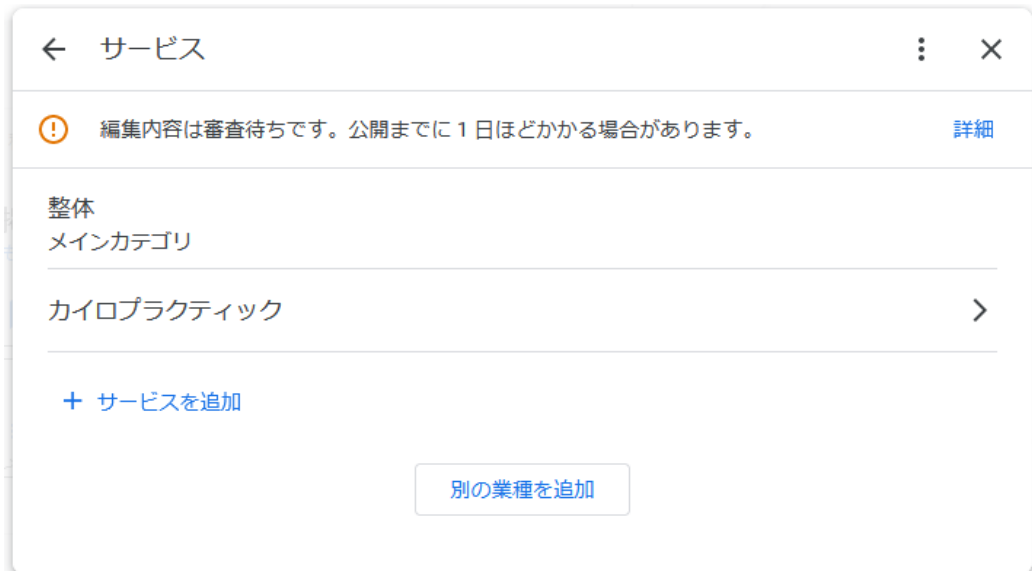 サービス
編集内容は審査待ちです。公開までに 1 日ほどかかる場合があります。 詳細
整体
メインカテゴリ
カイロプラクティック
+ サービスを追加
別の業種を追加